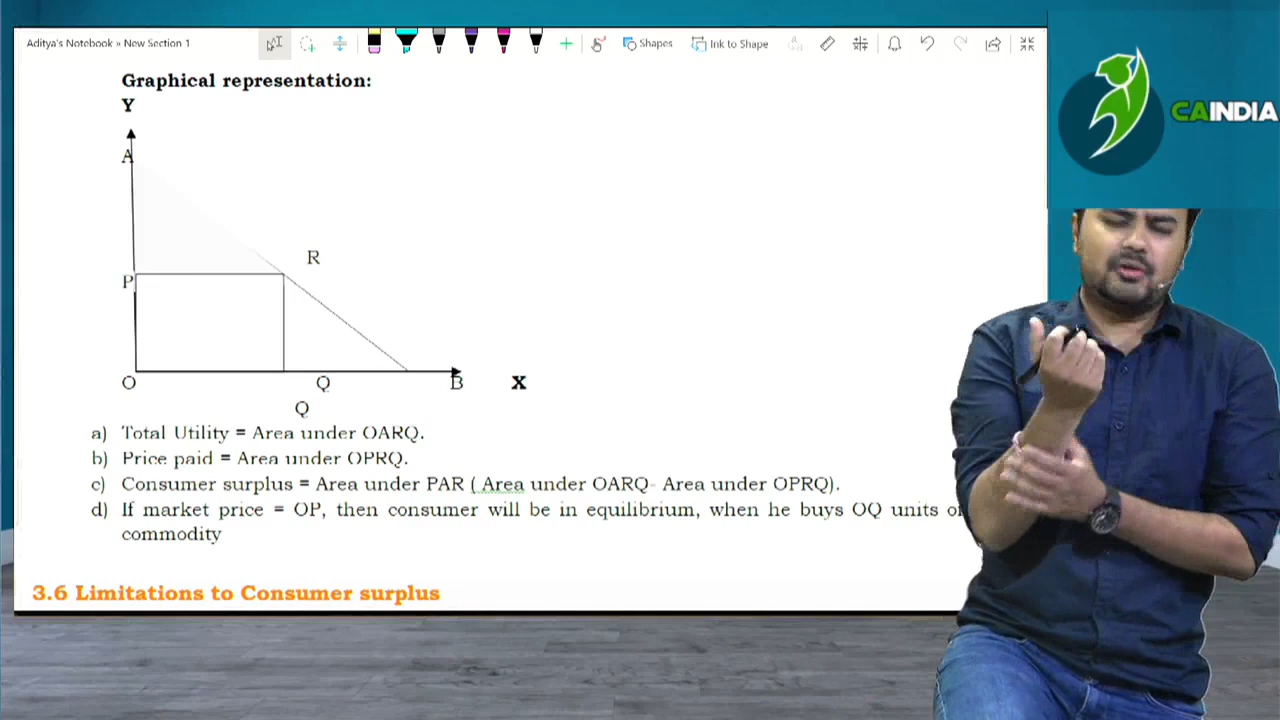 Aditya's Notebook » New Section 1
Shapes
Ink to Shape
CAINDIA
Graphical representation:
Y
A
R
P
O
Q
B
X
Q
a) Total Utility = Area under OARQ.
b) Price paid = Area under OPRQ.
c) Consumer surplus = Area under PAR ( Area under OARQ- Area under OPRQ).
d) If market price = OP, then consumer will be in equilibrium, when he buys OQ units
commodity
3.6 Limitations to Consumer surplus